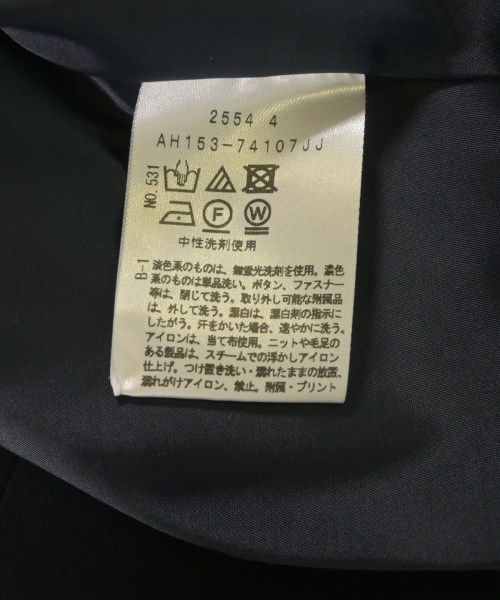 2554 4
AH153-74107JJ
NO.531
F
W
中性洗剤使用
B-1
淡色系のものは、無蛍光洗剤を使用。濃色
系のものは単品洗い。ボタン、ファスナー
等は、閉じて洗う。取り外し可能な附属品
は、外して洗う。漂白は、漂白剤の指示に
したがう。汗をかいた場合、速やかに洗う。
アイロンは、当て布使用。ニットや毛足の
ある製品は、スチームでの浮かしアイロン
仕上げ。つけ置き洗い・濡れたままの放置、
濡れがけアイロン、禁止。附属・プリント